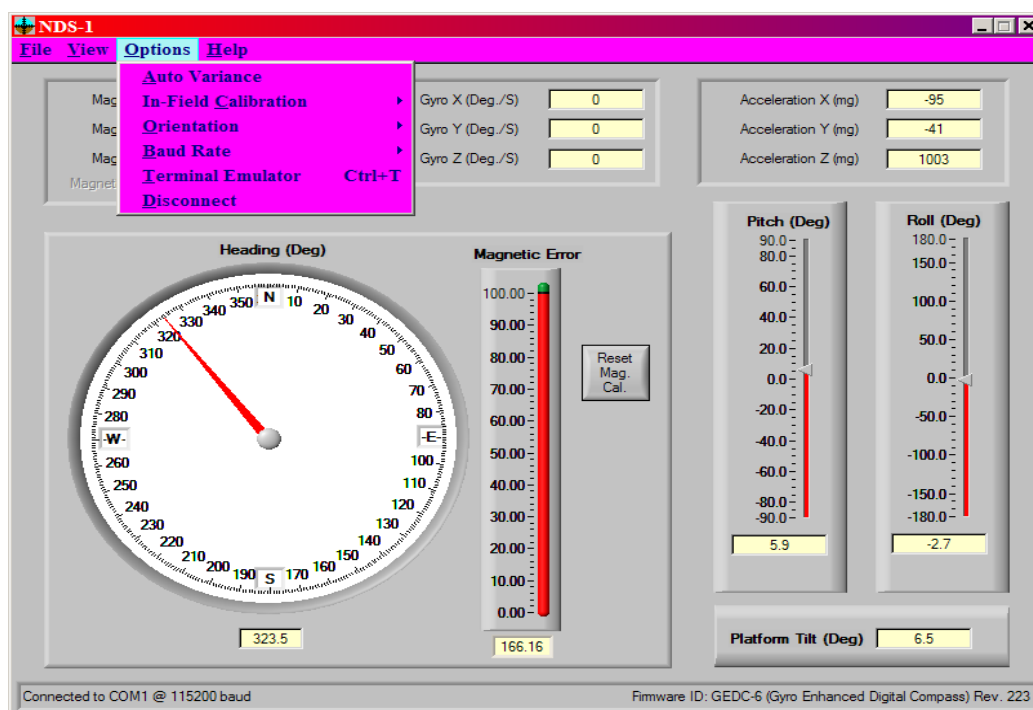 NDS-1
File View Options Help
Auto Variance
In-Field Calibration
Orientation
Baud Rate
Terminal Emulator Ctrl+T
Disconnect
Mag
Mag
Mag
Magnet
Gyro X (Deg./S) 0
Gyro Y (Deg./S) 0
Gyro Z (Deg./S) 0
Acceleration X (mg) -95
Acceleration Y (mg) -41
Acceleration Z (mg) 1003
Heading (Deg)
N
10
20
30
40
50
60
70
80
-E-
100
110
120
130
140
150
160
170
S
190
200
210
220
230
240
250
260
-W-
280
290
300
310
320
330
340
350
323.5
Magnetic Error
100.00
90.00
80.00
70.00
60.00
50.00
40.00
30.00
20.00
10.00
0.00
166.16
Reset
Mag.
Cal.
Pitch (Deg)
90.0
80.0
60.0
40.0
20.0
0.0
-20.0
-40.0
-60.0
-80.0
-90.0
5.9
Roll (Deg)
180.0
150.0
100.0
50.0
0.0
-50.0
-100.0
-150.0
-180.0
-2.7
Platform Tilt (Deg) 6.5
Connected to COM1 @ 115200 baud
Firmware ID: GEDC-6 (Gyro Enhanced Digital Compass) Rev. 223